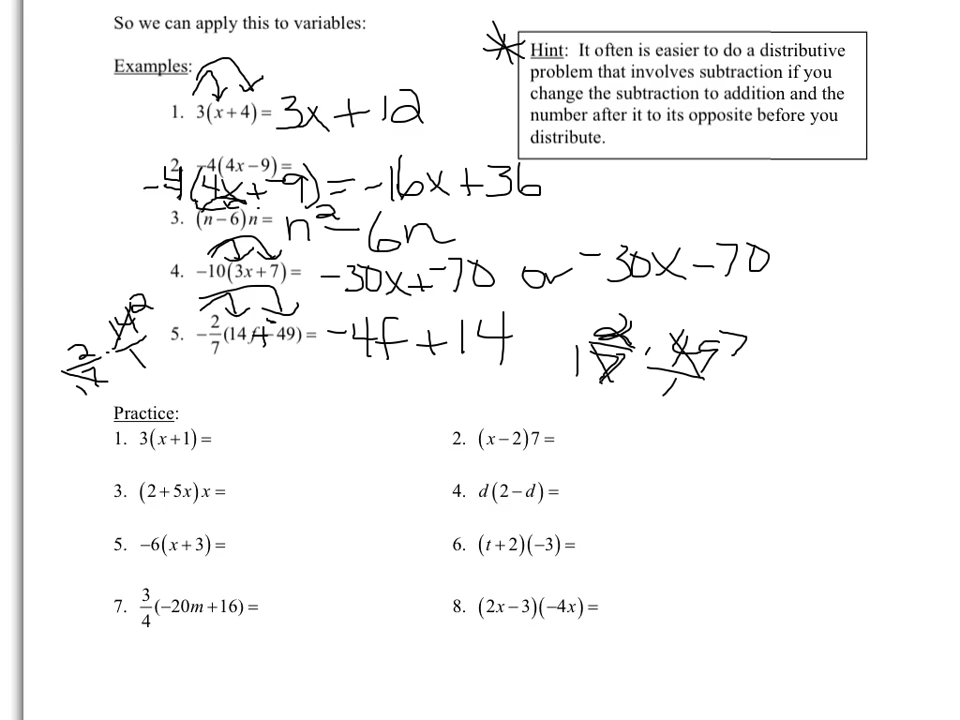 So we can apply this to variables:
Examples:
Hint: It often is easier to do a distributive
problem that involves subtraction if you
change the subtraction to addition and the
number after it to its opposite before you
distribute.
1. 3(x+4)= 3x+12
2. -4(4x-9)=
-4(4x+-9)=-16x+36
3. (n-6)n= n²-6n
4. -10(3x+7)= -30x+-70 or -30x-70
5. -2/7(14f-49)= -4f+14
Practice:
1. 3(x+1)=
2. (x-2)7=
3. (2+5x)x=
4. d(2-d)=
5. -6(x+3)=
6. (t+2)(-3)=
7. 3/4(-20m+16)=
8. (2x-3)(-4x)=